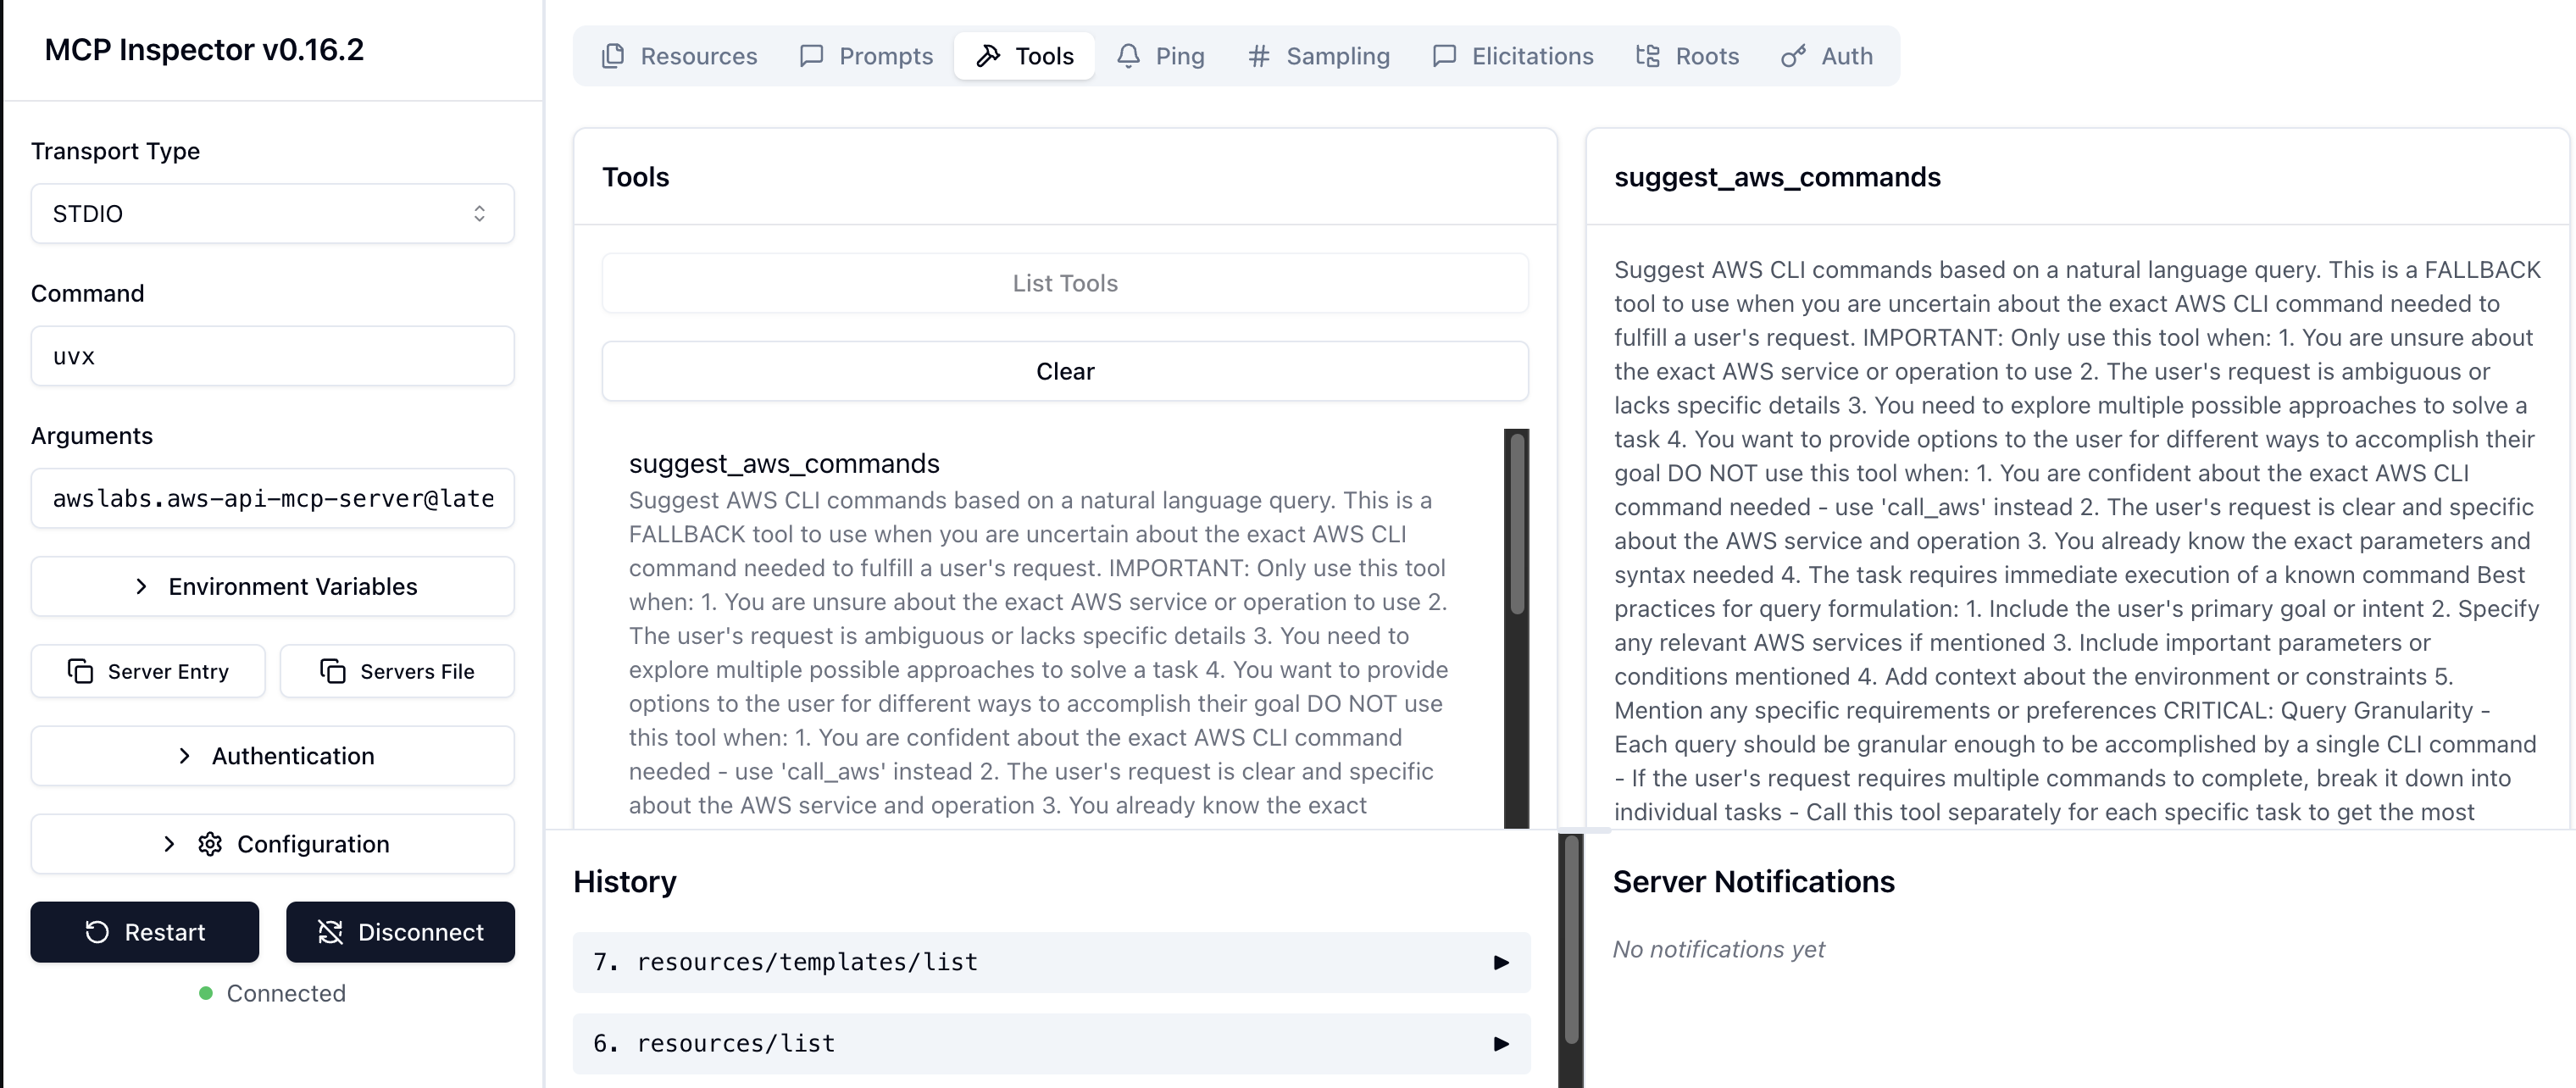 MCP Inspector v0.16.2
Transport Type
STDIO
Command
uvx
Arguments
awslabs.aws-api-mcp-server@late
Environment Variables
Server Entry
Servers File
Authentication
Configuration
Restart
Disconnect
Connected
Resources
Prompts
Tools
Ping
Sampling
Elicitations
Roots
Auth
Tools
List Tools
Clear
suggest_aws_commands
Suggest AWS CLI commands based on a natural language query. This is a
FALLBACK tool to use when you are uncertain about the exact AWS CLI
command needed to fulfill a user's request. IMPORTANT: Only use this tool
when: 1. You are unsure about the exact AWS service or operation to use 2.
The user's request is ambiguous or lacks specific details 3. You need to
explore multiple possible approaches to solve a task 4. You want to provide
options to the user for different ways to accomplish their goal DO NOT use
this tool when: 1. You are confident about the exact AWS CLI command
needed - use 'call_aws' instead 2. The user's request is clear and specific
about the AWS service and operation 3. You already know the exact
suggest_aws_commands
Suggest AWS CLI commands based on a natural language query. This is a FALLBACK
tool to use when you are uncertain about the exact AWS CLI command needed to
fulfill a user's request. IMPORTANT: Only use this tool when: 1. You are unsure about
the exact AWS service or operation to use 2. The user's request is ambiguous or
lacks specific details 3. You need to explore multiple possible approaches to solve a
task 4. You want to provide options to the user for different ways to accomplish their
goal DO NOT use this tool when: 1. You are confident about the exact AWS CLI
command needed - use 'call_aws' instead 2. The user's request is clear and specific
about the AWS service and operation 3. You already know the exact parameters and
syntax needed 4. The task requires immediate execution of a known command Best
practices for query formulation: 1. Include the user's primary goal or intent 2. Specify
any relevant AWS services if mentioned 3. Include important parameters or
conditions mentioned 4. Add context about the environment or constraints 5.
Mention any specific requirements or preferences CRITICAL: Query Granularity -
Each query should be granular enough to be accomplished by a single CLI command
- If the user's request requires multiple commands to complete, break it down into
individual tasks - Call this tool separately for each specific task to get the most
History
7. resources/templates/list
6. resources/list
Server Notifications
No notifications yet